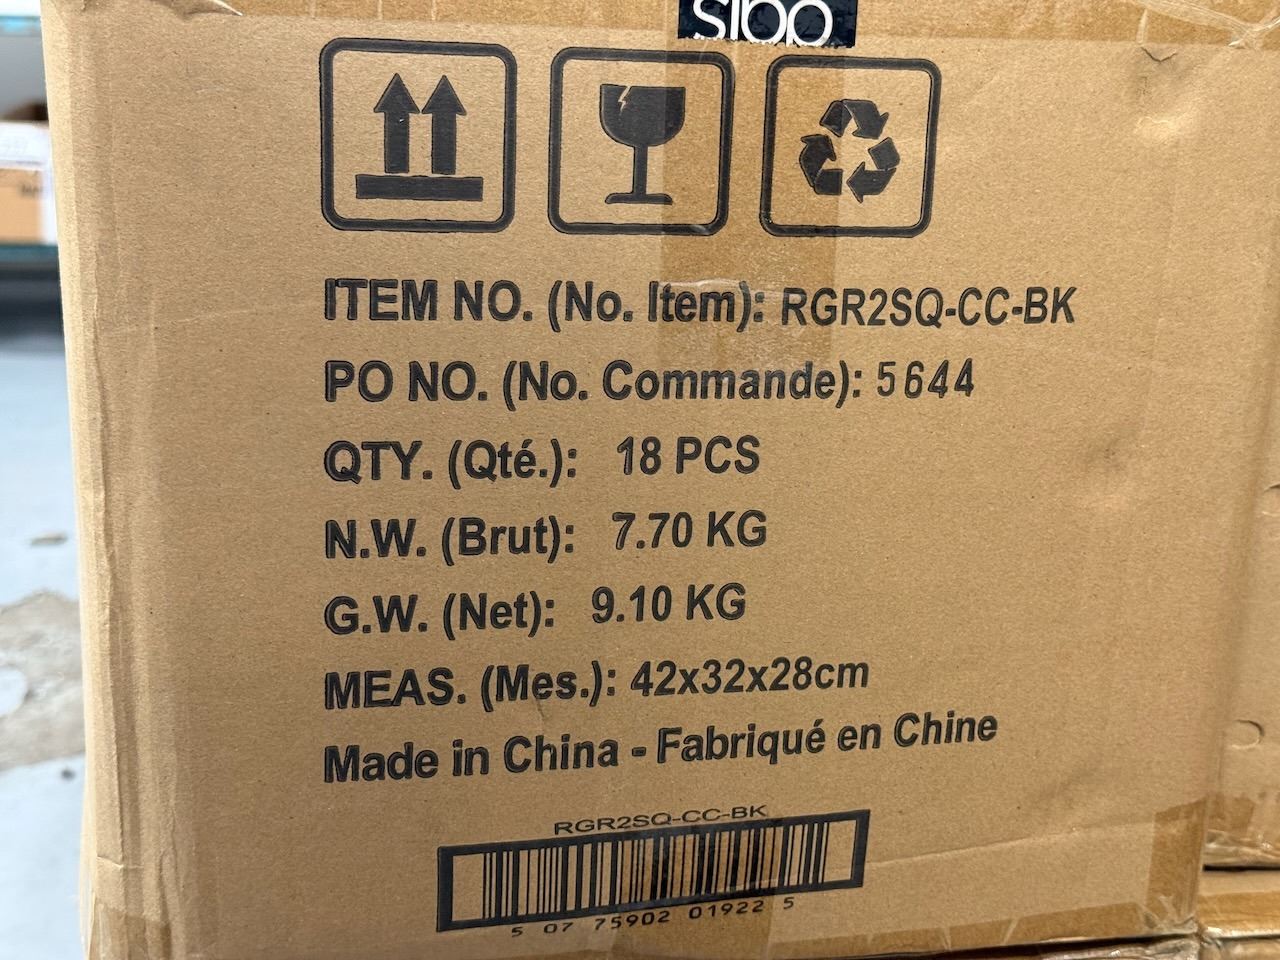 ITEM NO. (No. Item): RGR2SQ-CC-BK
PO NO. (No. Commande): 5644
QTY. (Qté.): 18 PCS
N.W. (Brut): 7.70 KG
G.W. (Net): 9.10 KG
MEAS. (Mes.): 42x32x28cm
Made in China - Fabriqué en Chine
RGR2SQ-CC-BK
5 07 75902 01922 5